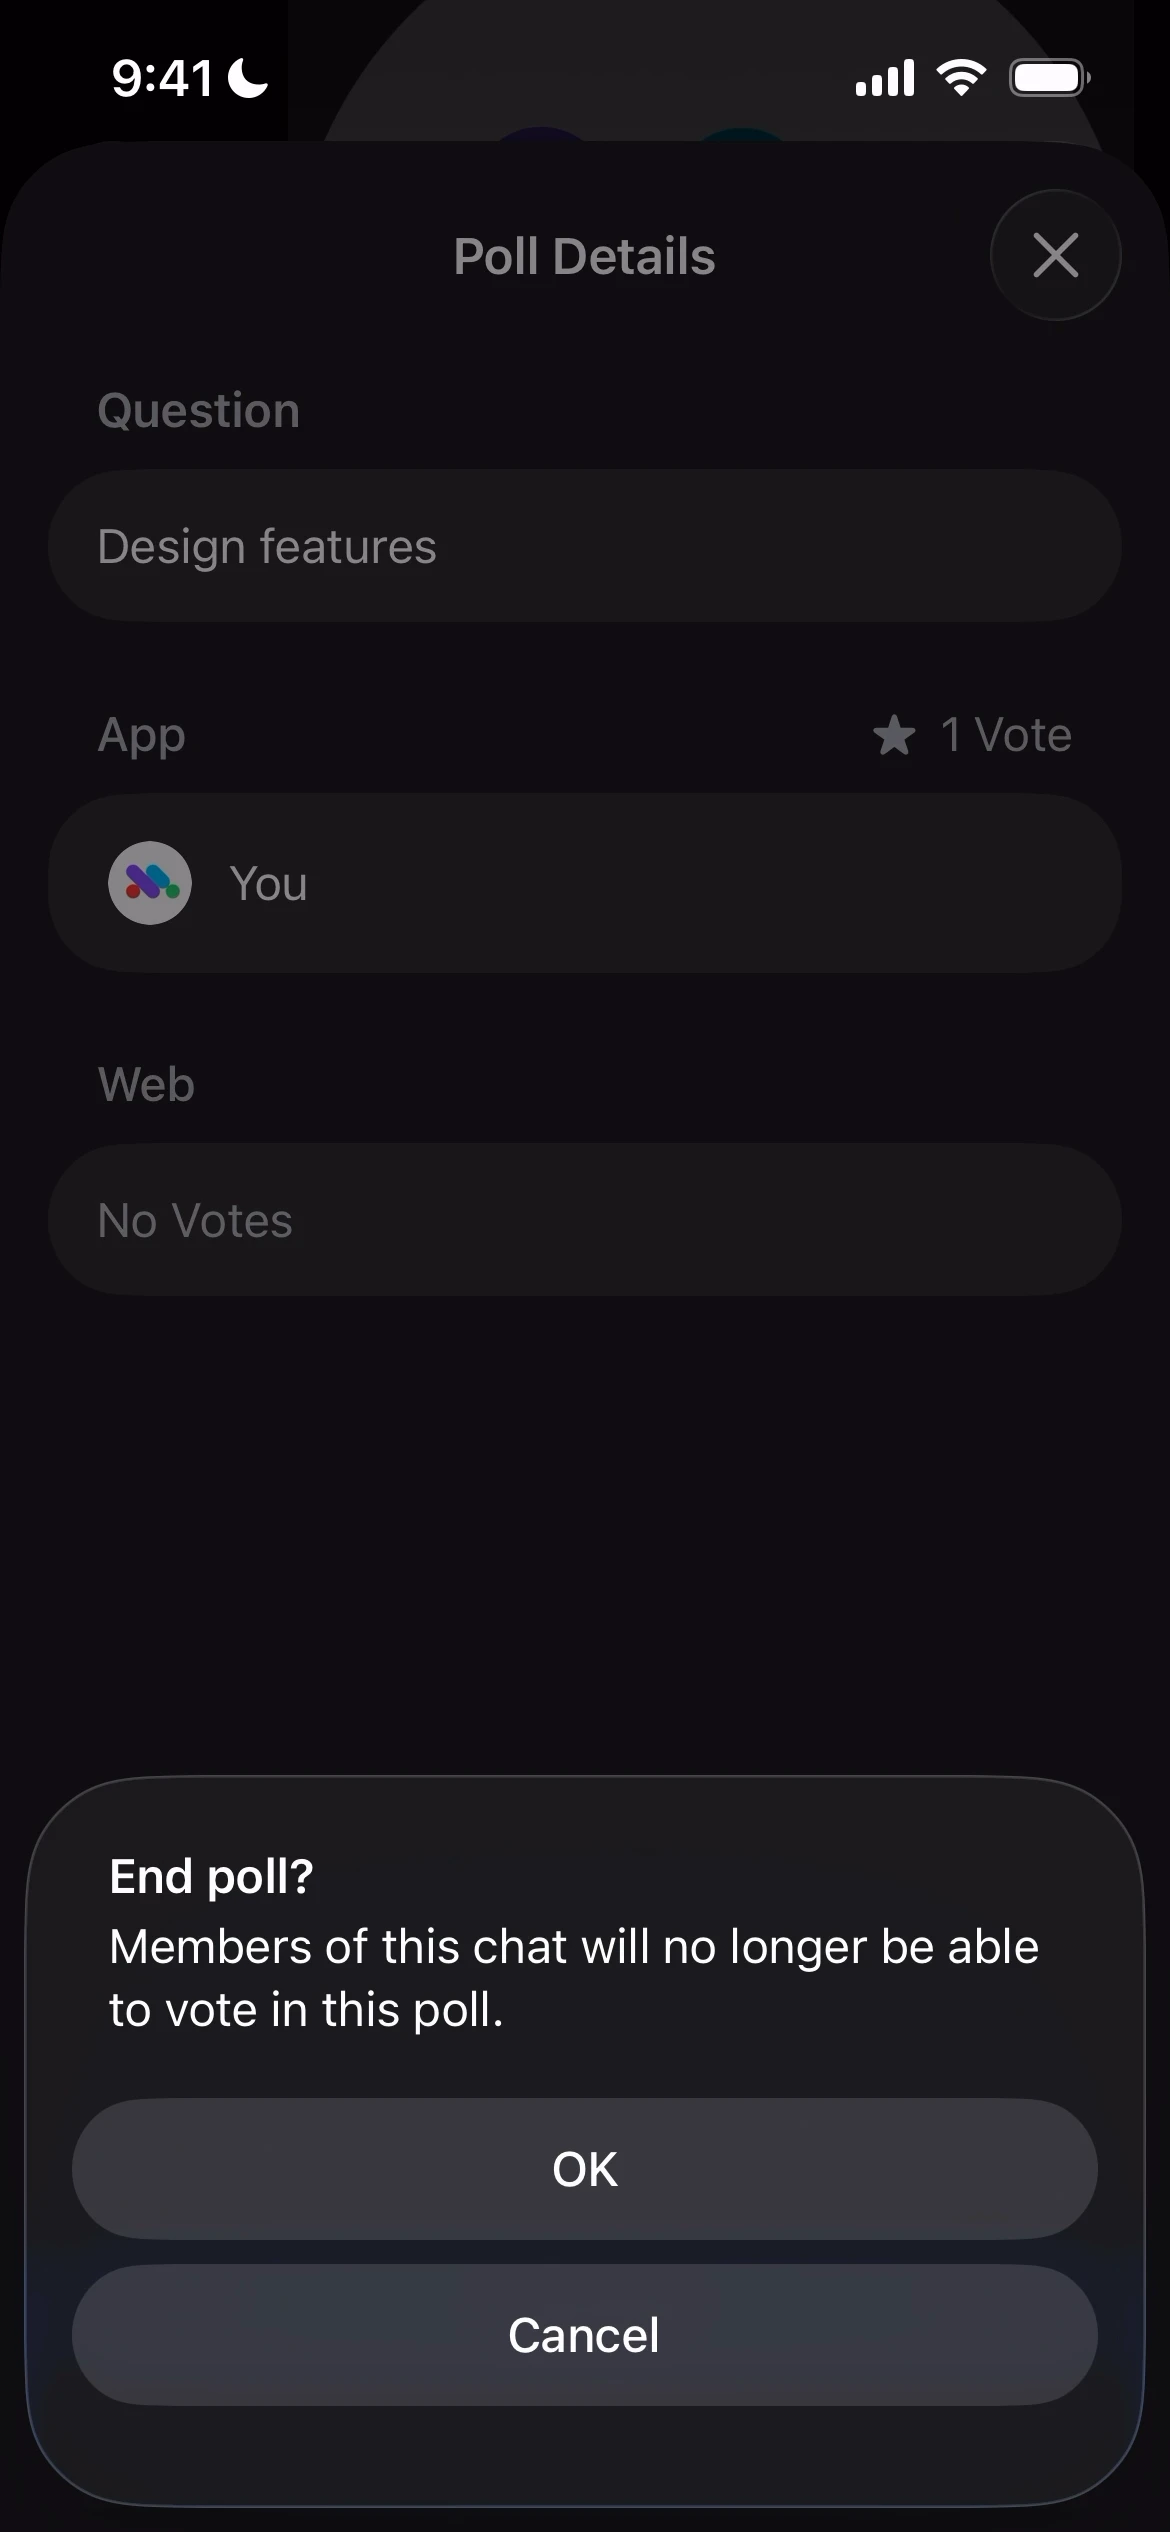 9:41
Poll Details
Question
Design features
App
1 Vote
You
Web
No Votes
End poll?
Members of this chat will no longer be able
to vote in this poll.
OK
Cancel